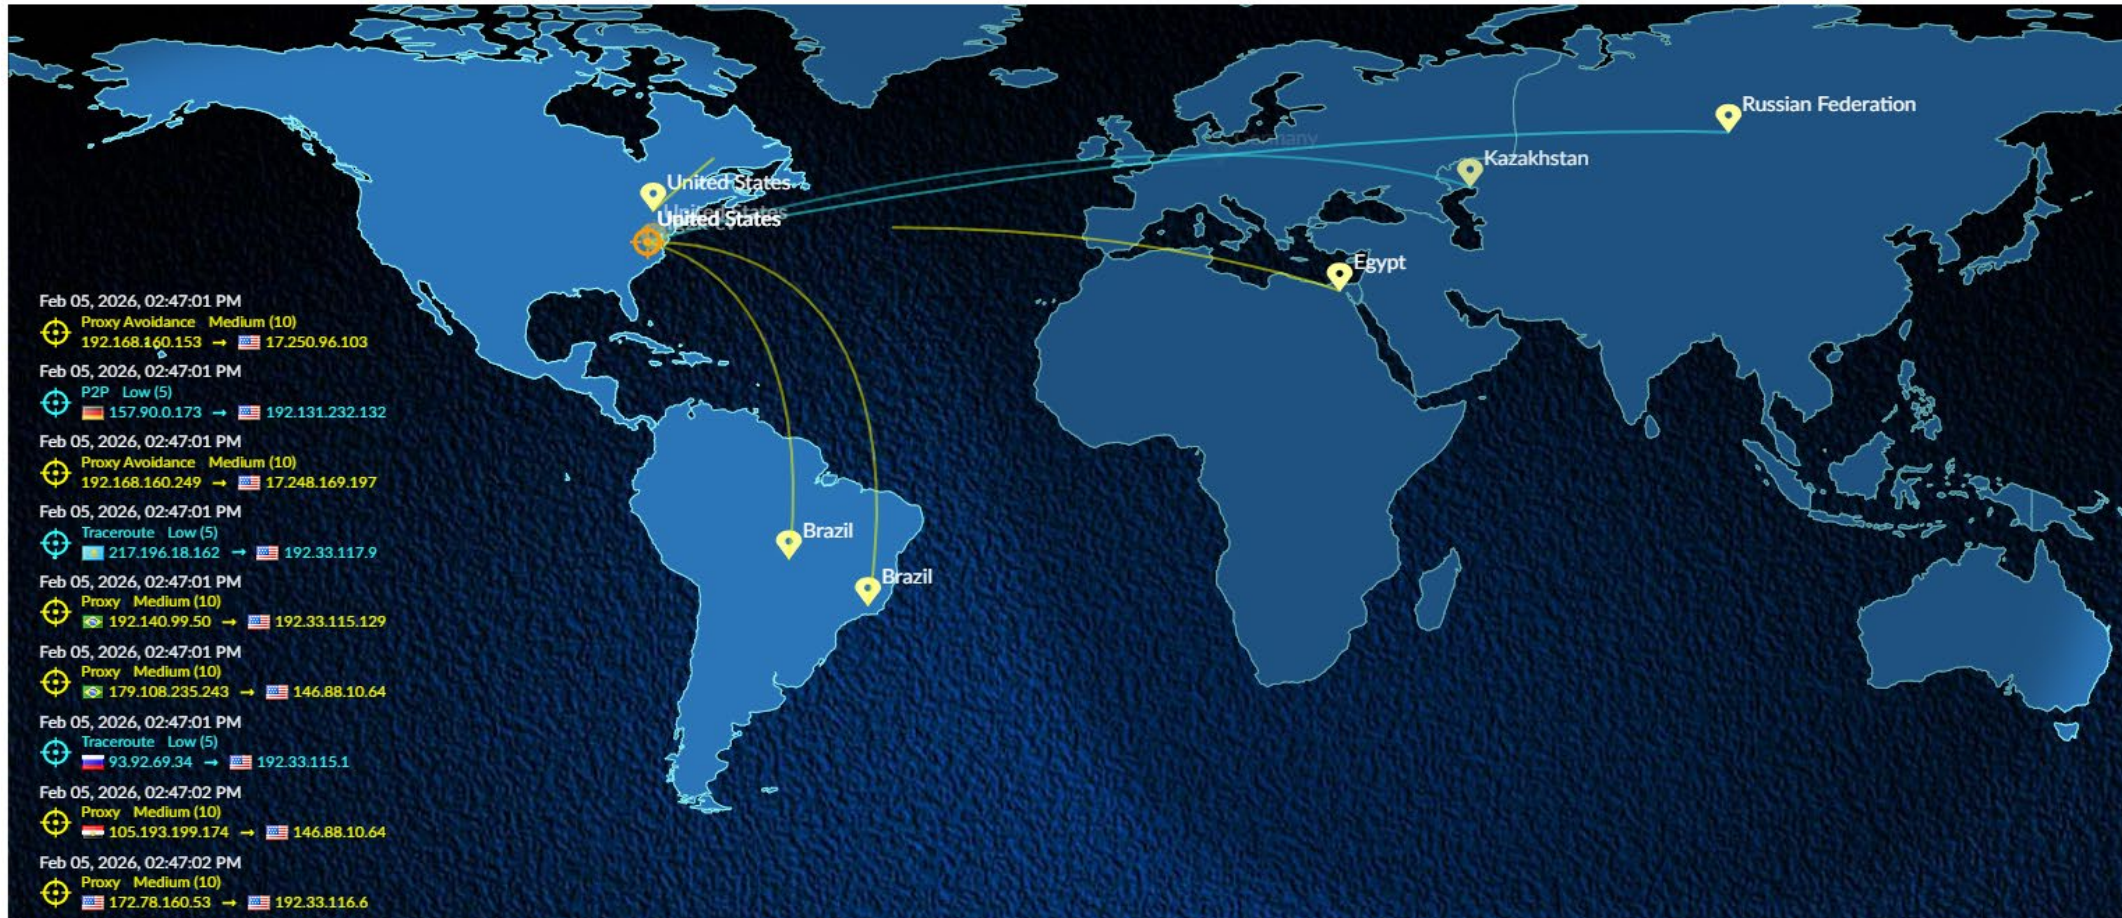 Russian Federation
Germany
Kazakhstan
United States
United States
United States
Egypt
Brazil
Brazil
Feb 05, 2026, 02:47:01 PM
Proxy Avoidance Medium (10)
192.168.160.153 → 17.250.96.103
Feb 05, 2026, 02:47:01 PM
P2P Low (5)
157.90.0.173 → 192.131.232.132
Feb 05, 2026, 02:47:01 PM
Proxy Avoidance Medium (10)
192.168.160.249 → 17.248.169.197
Feb 05, 2026, 02:47:01 PM
Traceroute Low (5)
217.196.18.162 → 192.33.117.9
Feb 05, 2026, 02:47:01 PM
Proxy Medium (10)
192.140.99.50 → 192.33.115.129
Feb 05, 2026, 02:47:01 PM
Proxy Medium (10)
179.108.235.243 → 146.88.10.64
Feb 05, 2026, 02:47:01 PM
Traceroute Low (5)
93.92.69.34 → 192.33.115.1
Feb 05, 2026, 02:47:02 PM
Proxy Medium (10)
105.193.199.174 → 146.88.10.64
Feb 05, 2026, 02:47:02 PM
Proxy Medium (10)
172.78.160.53 → 192.33.116.6